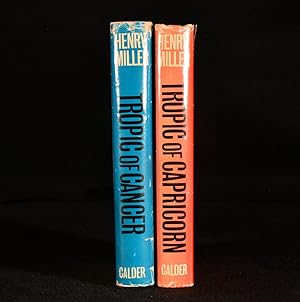 HENRY
MILLER
TROPIC OF CANCER
CALDER
HENRY
MILLER
TROPIC OF CAPRICORN
CALDER